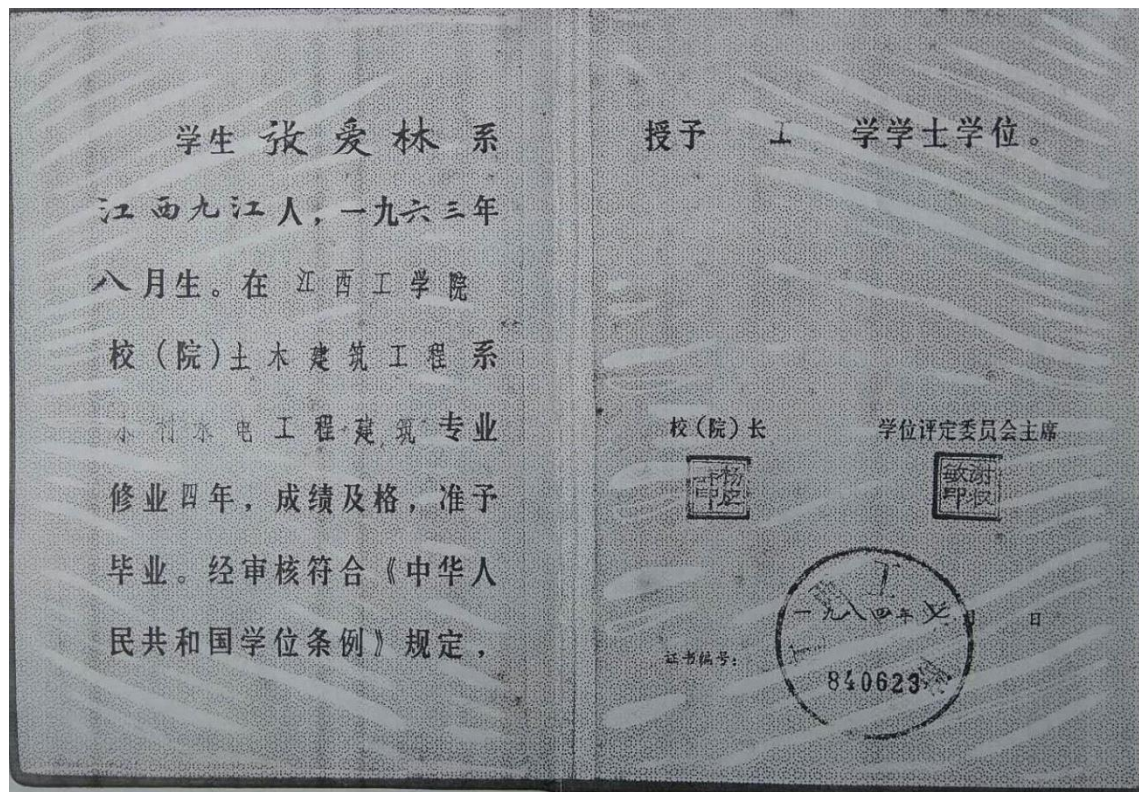 学生 张爱林 系
江西九江人，一九六三年
八月生。在 江西工学院
校（院）土木建筑工程系
水电工程建筑 专业
修业四年，成绩及格，准予
毕业。经审核符合《中华人
民共和国学位条例》规定，
授予 工 学学士学位。
校（院）长 学位评定委员会主席
一九八四年七月 日
证书编号：840623